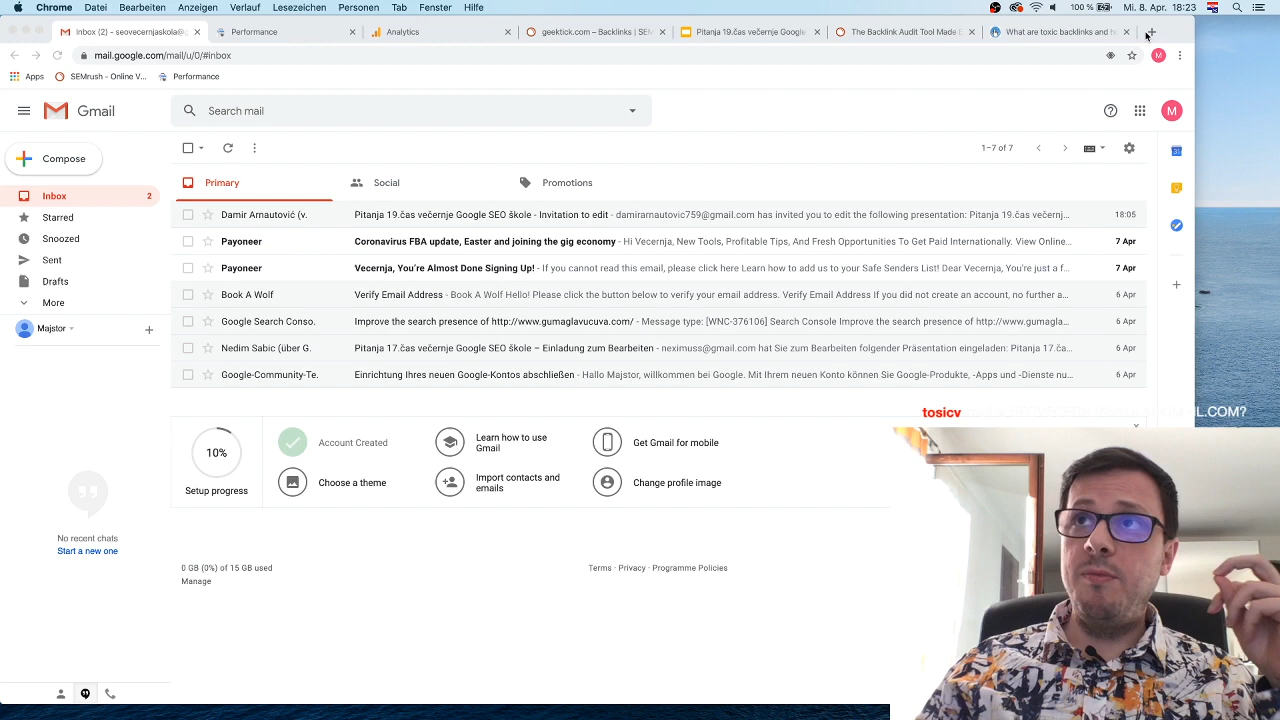 Chrome Datei Bearbeiten Anzeigen Verlauf Lesezeichen Personen Tab Fenster Hilfe 100 % Mi. 8. Apr. 18:23
Inbox (2) - seovecernjaskola@ Performance Analytics geektick.com – Backlinks | SEM Pitanja 19.čas večernje Google The Backlink Audit Tool Made E What are toxic backlinks and h
mail.google.com/mail/u/0/#inbox M
Apps SEMrush - Online V... Performance
Gmail Search mail M
Compose 1–7 of 7
Inbox 2
Starred
Snoozed
Sent
Drafts
More
Majstor
Primary Social Promotions
Damir Arnautović (v. Pitanja 19.čas večernje Google SEO škole - Invitation to edit - damirarnautovic759@gmail.com has invited you to edit the following presentation: Pitanja 19.čas večernj... 18:05
Payoneer Coronavirus FBA update, Easter and joining the gig economy - Hi Vecernja, New Tools, Profitable Tips, And Fresh Opportunities To Get Paid Internationally. View Online... 7 Apr
Payoneer Vecernja, You're Almost Done Signing Up! - If you cannot read this email, please click here Learn how to add us to your Safe Senders List! Dear Vecernja, You're just a f... 7 Apr
Book A Wolf Verify Email Address - Book A Wolf Hello! Please click the button below to verify your email address. Verify Email Address If you did not create an account, no further a... 6 Apr
Google Search Conso. Improve the search presence of http://www.gumaglavcuva.com/ - Message type: [WNC-376106] Search Console Improve the search presence of http://www.gumagla... 6 Apr
Nedim Sabic (über G. Pitanja 17.čas večernje Google SEO škole – Einladung zum Bearbeiten - neximuss@gmail.com hat Sie zum Bearbeiten folgender Präsentation eingeladen: Pitanja 17.ča... 6 Apr
Google-Community-Te. Einrichtung Ihres neuen Google-Kontos abschließen - Hallo Majstor, willkommen bei Google. Mit Ihrem neuen Konto können Sie Google-Produkte, -Apps und -Dienste nu... 6 Apr
tosicv L.COM?
10%
Setup progress
Account Created
Choose a theme
Learn how to use
Gmail
Import contacts and
emails
Get Gmail for mobile
Change profile image
No recent chats
Start a new one
0 GB (0%) of 15 GB used
Manage
Terms · Privacy · Programme Policies